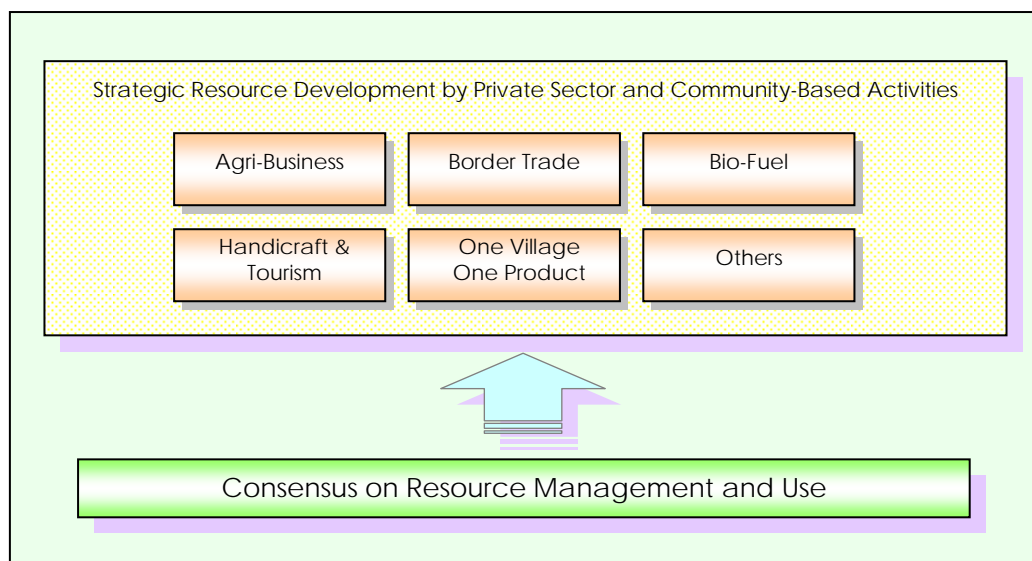 Strategic Resource Development by Private Sector and Community-Based Activities
Agri-Business
Border Trade
Bio-Fuel
Handicraft &
Tourism
One Village
One Product
Others
Consensus on Resource Management and Use